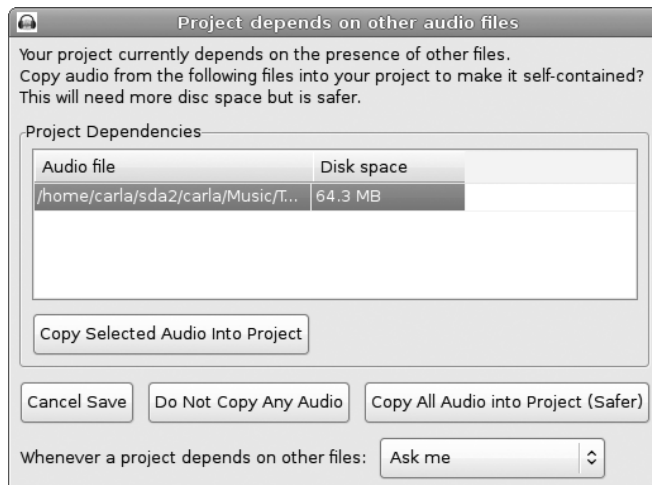 Project depends on other audio files
Your project currently depends on the presence of other files.
Copy audio from the following files into your project to make it self-contained?
This will need more disc space but is safer.
Project Dependencies
Audio file Disk space
/home/carla/sda2/carla/Music/T... 64.3 MB
Copy Selected Audio Into Project
Cancel Save Do Not Copy Any Audio Copy All Audio into Project (Safer)
Whenever a project depends on other files: Ask me